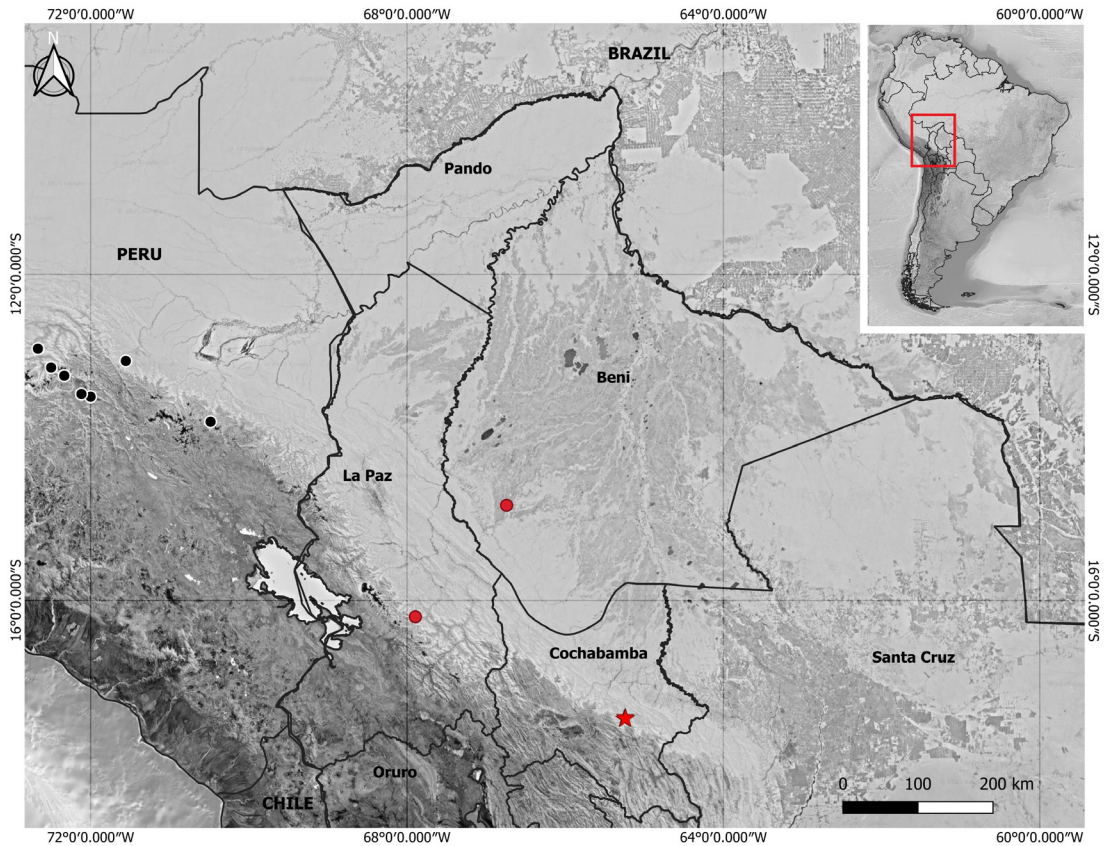 72°0'0.000"W
68°0'0.000"W
64°0'0.000"W
60°0'0.000"W
N
BRAZIL
Pando
PERU
12°0'0.000"S
12°0'0.000"S
Beni
La Paz
16°0'0.000"S
16°0'0.000"S
Cochabamba
Santa Cruz
Oruro
CHILE
0 100 200 km
72°0'0.000"W
68°0'0.000"W
64°0'0.000"W
60°0'0.000"W